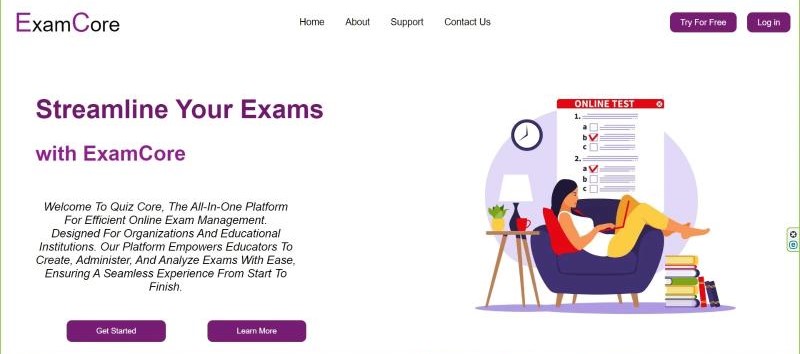 ExamCore
Home
About
Support
Contact Us
Try For Free
Log in
Streamline Your Exams
with ExamCore
Welcome To Quiz Core, The All-In-One Platform
For Efficient Online Exam Management.
Designed For Organizations And Educational
Institutions. Our Platform Empowers Educators To
Create, Administer, And Analyze Exams With Ease,
Ensuring A Seamless Experience From Start To
Finish.
Get Started
Learn More
ONLINE TEST
1.
a
b
c
2.
a
b
c